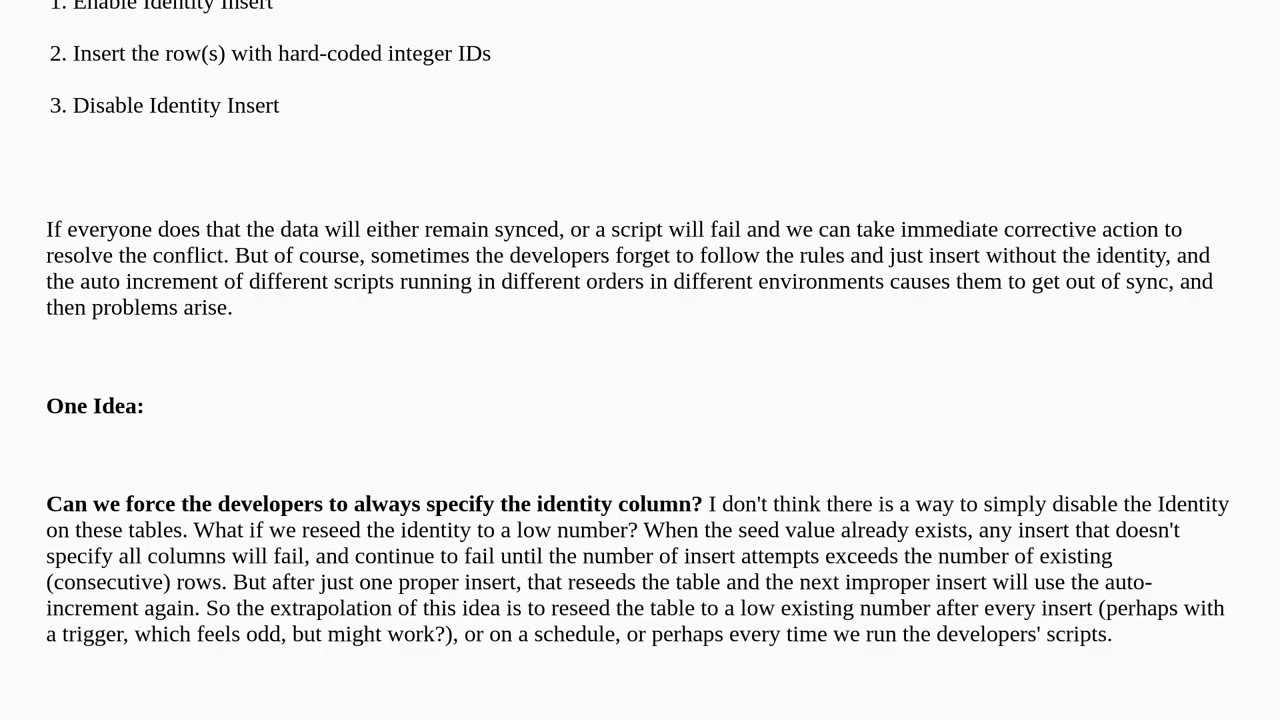 1. Enable Identity Insert
2. Insert the row(s) with hard-coded integer IDs
3. Disable Identity Insert
If everyone does that the data will either remain synced, or a script will fail and we can take immediate corrective action to
resolve the conflict. But of course, sometimes the developers forget to follow the rules and just insert without the identity, and
the auto increment of different scripts running in different orders in different environments causes them to get out of sync, and
then problems arise.
One Idea:
Can we force the developers to always specify the identity column? I don't think there is a way to simply disable the Identity
on these tables. What if we reseed the identity to a low number? When the seed value already exists, any insert that doesn't
specify all columns will fail, and continue to fail until the number of insert attempts exceeds the number of existing
(consecutive) rows. But after just one proper insert, that reseeds the table and the next improper insert will use the auto-
increment again. So the extrapolation of this idea is to reseed the table to a low existing number after every insert (perhaps with
a trigger, which feels odd, but might work?), or on a schedule, or perhaps every time we run the developers' scripts.